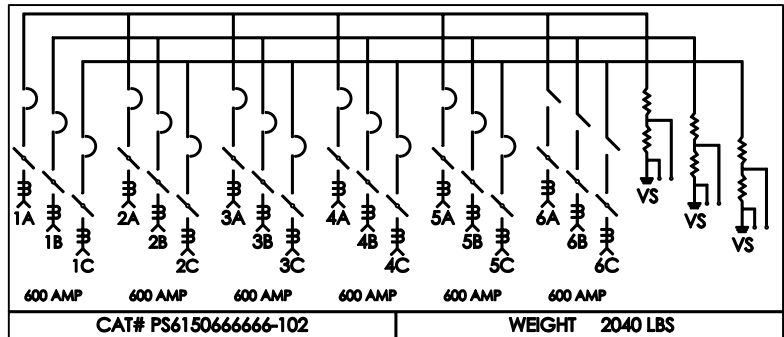 1A 2A 3A 4A 5A 6A VS
1B 2B 3B 4B 5B 6B VS
1C 2C 3C 4C 5C 6C VS
600 AMP 600 AMP 600 AMP 600 AMP 600 AMP 600 AMP
CAT# PS6150666666-102 WEIGHT 2040 LBS